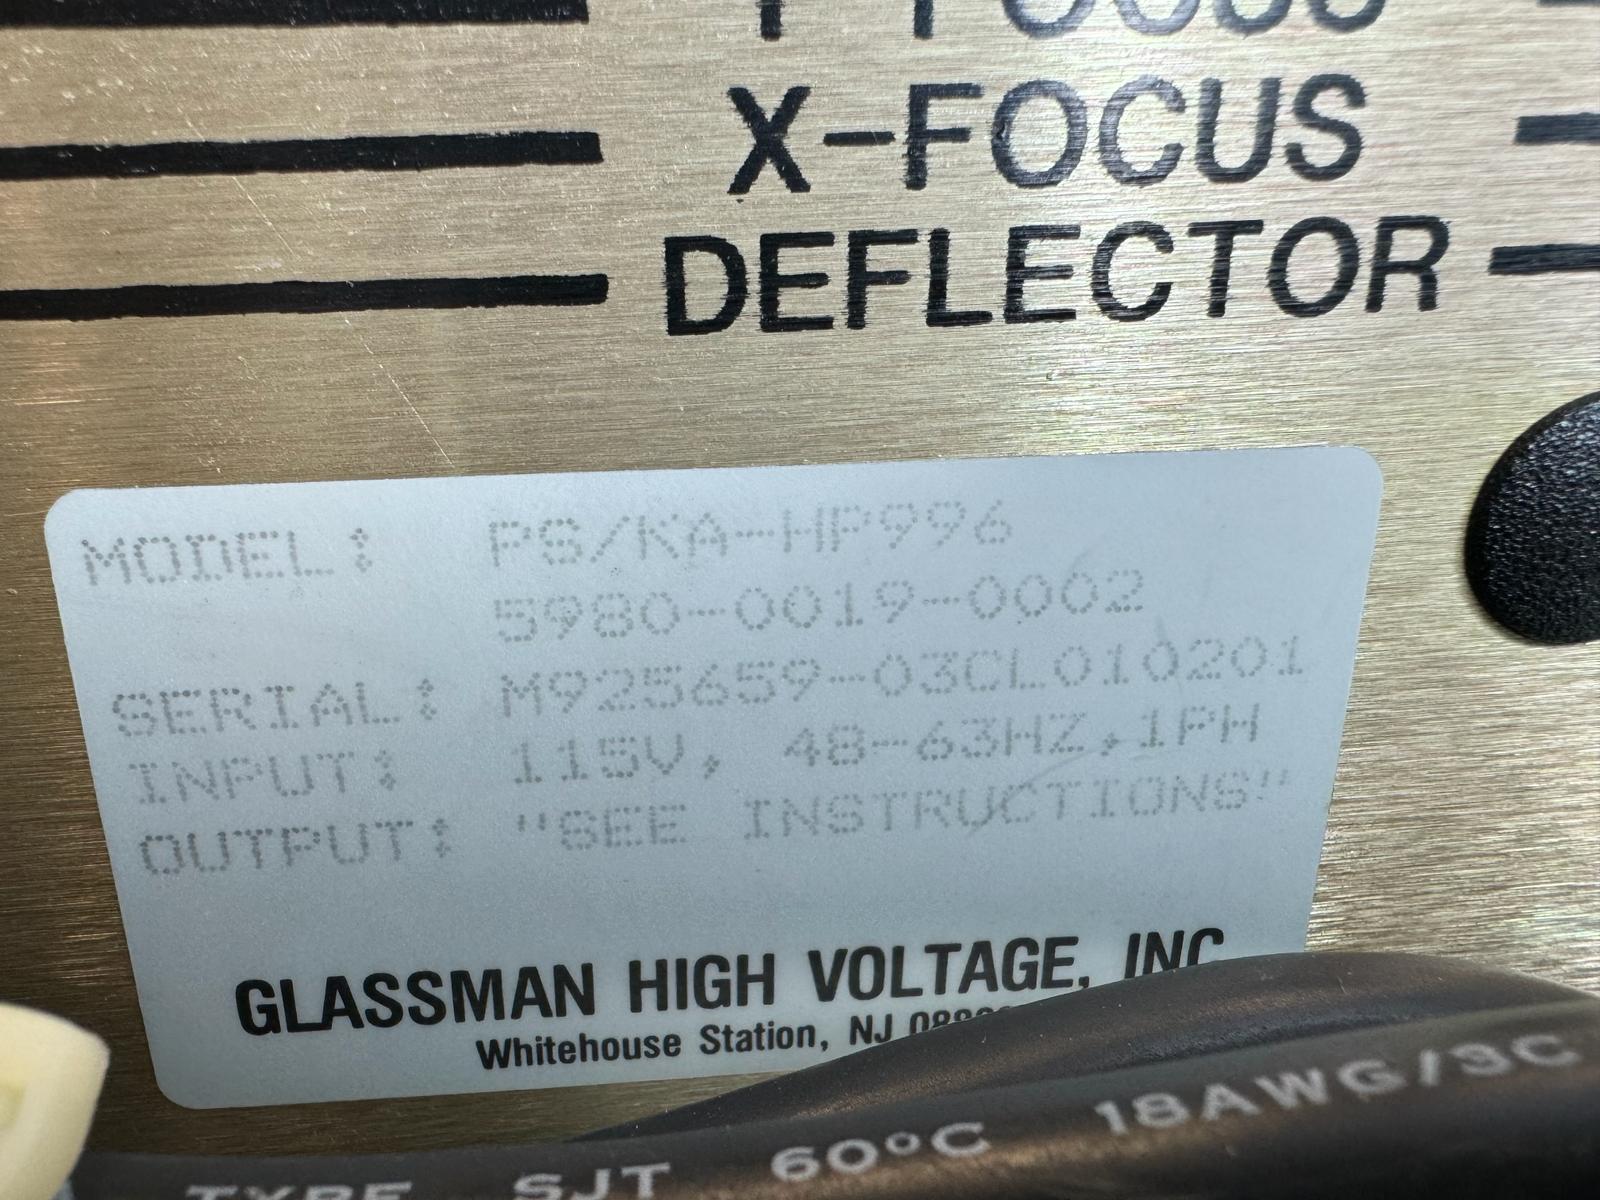 Y-FOCUS
X-FOCUS
DEFLECTOR
MODEL: PS/KA-HP996
5980-0019-0002
SERIAL: M925659-03CL010201
INPUT: 115V, 48-63HZ,1PH
OUTPUT: "SEE INSTRUCTIONS"
GLASSMAN HIGH VOLTAGE, INC
Whitehouse Station, NJ
TYPE SJT 60°C 18AWG/3C